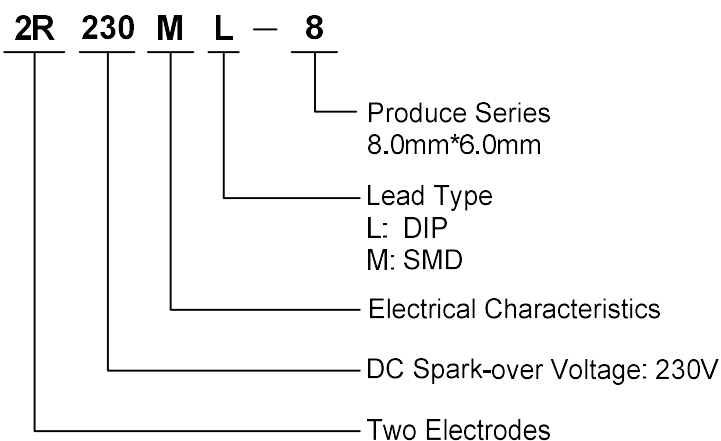 2R 230 M L – 8
Produce Series
8.0mm*6.0mm
Lead Type
L: DIP
M: SMD
Electrical Characteristics
DC Spark-over Voltage: 230V
Two Electrodes